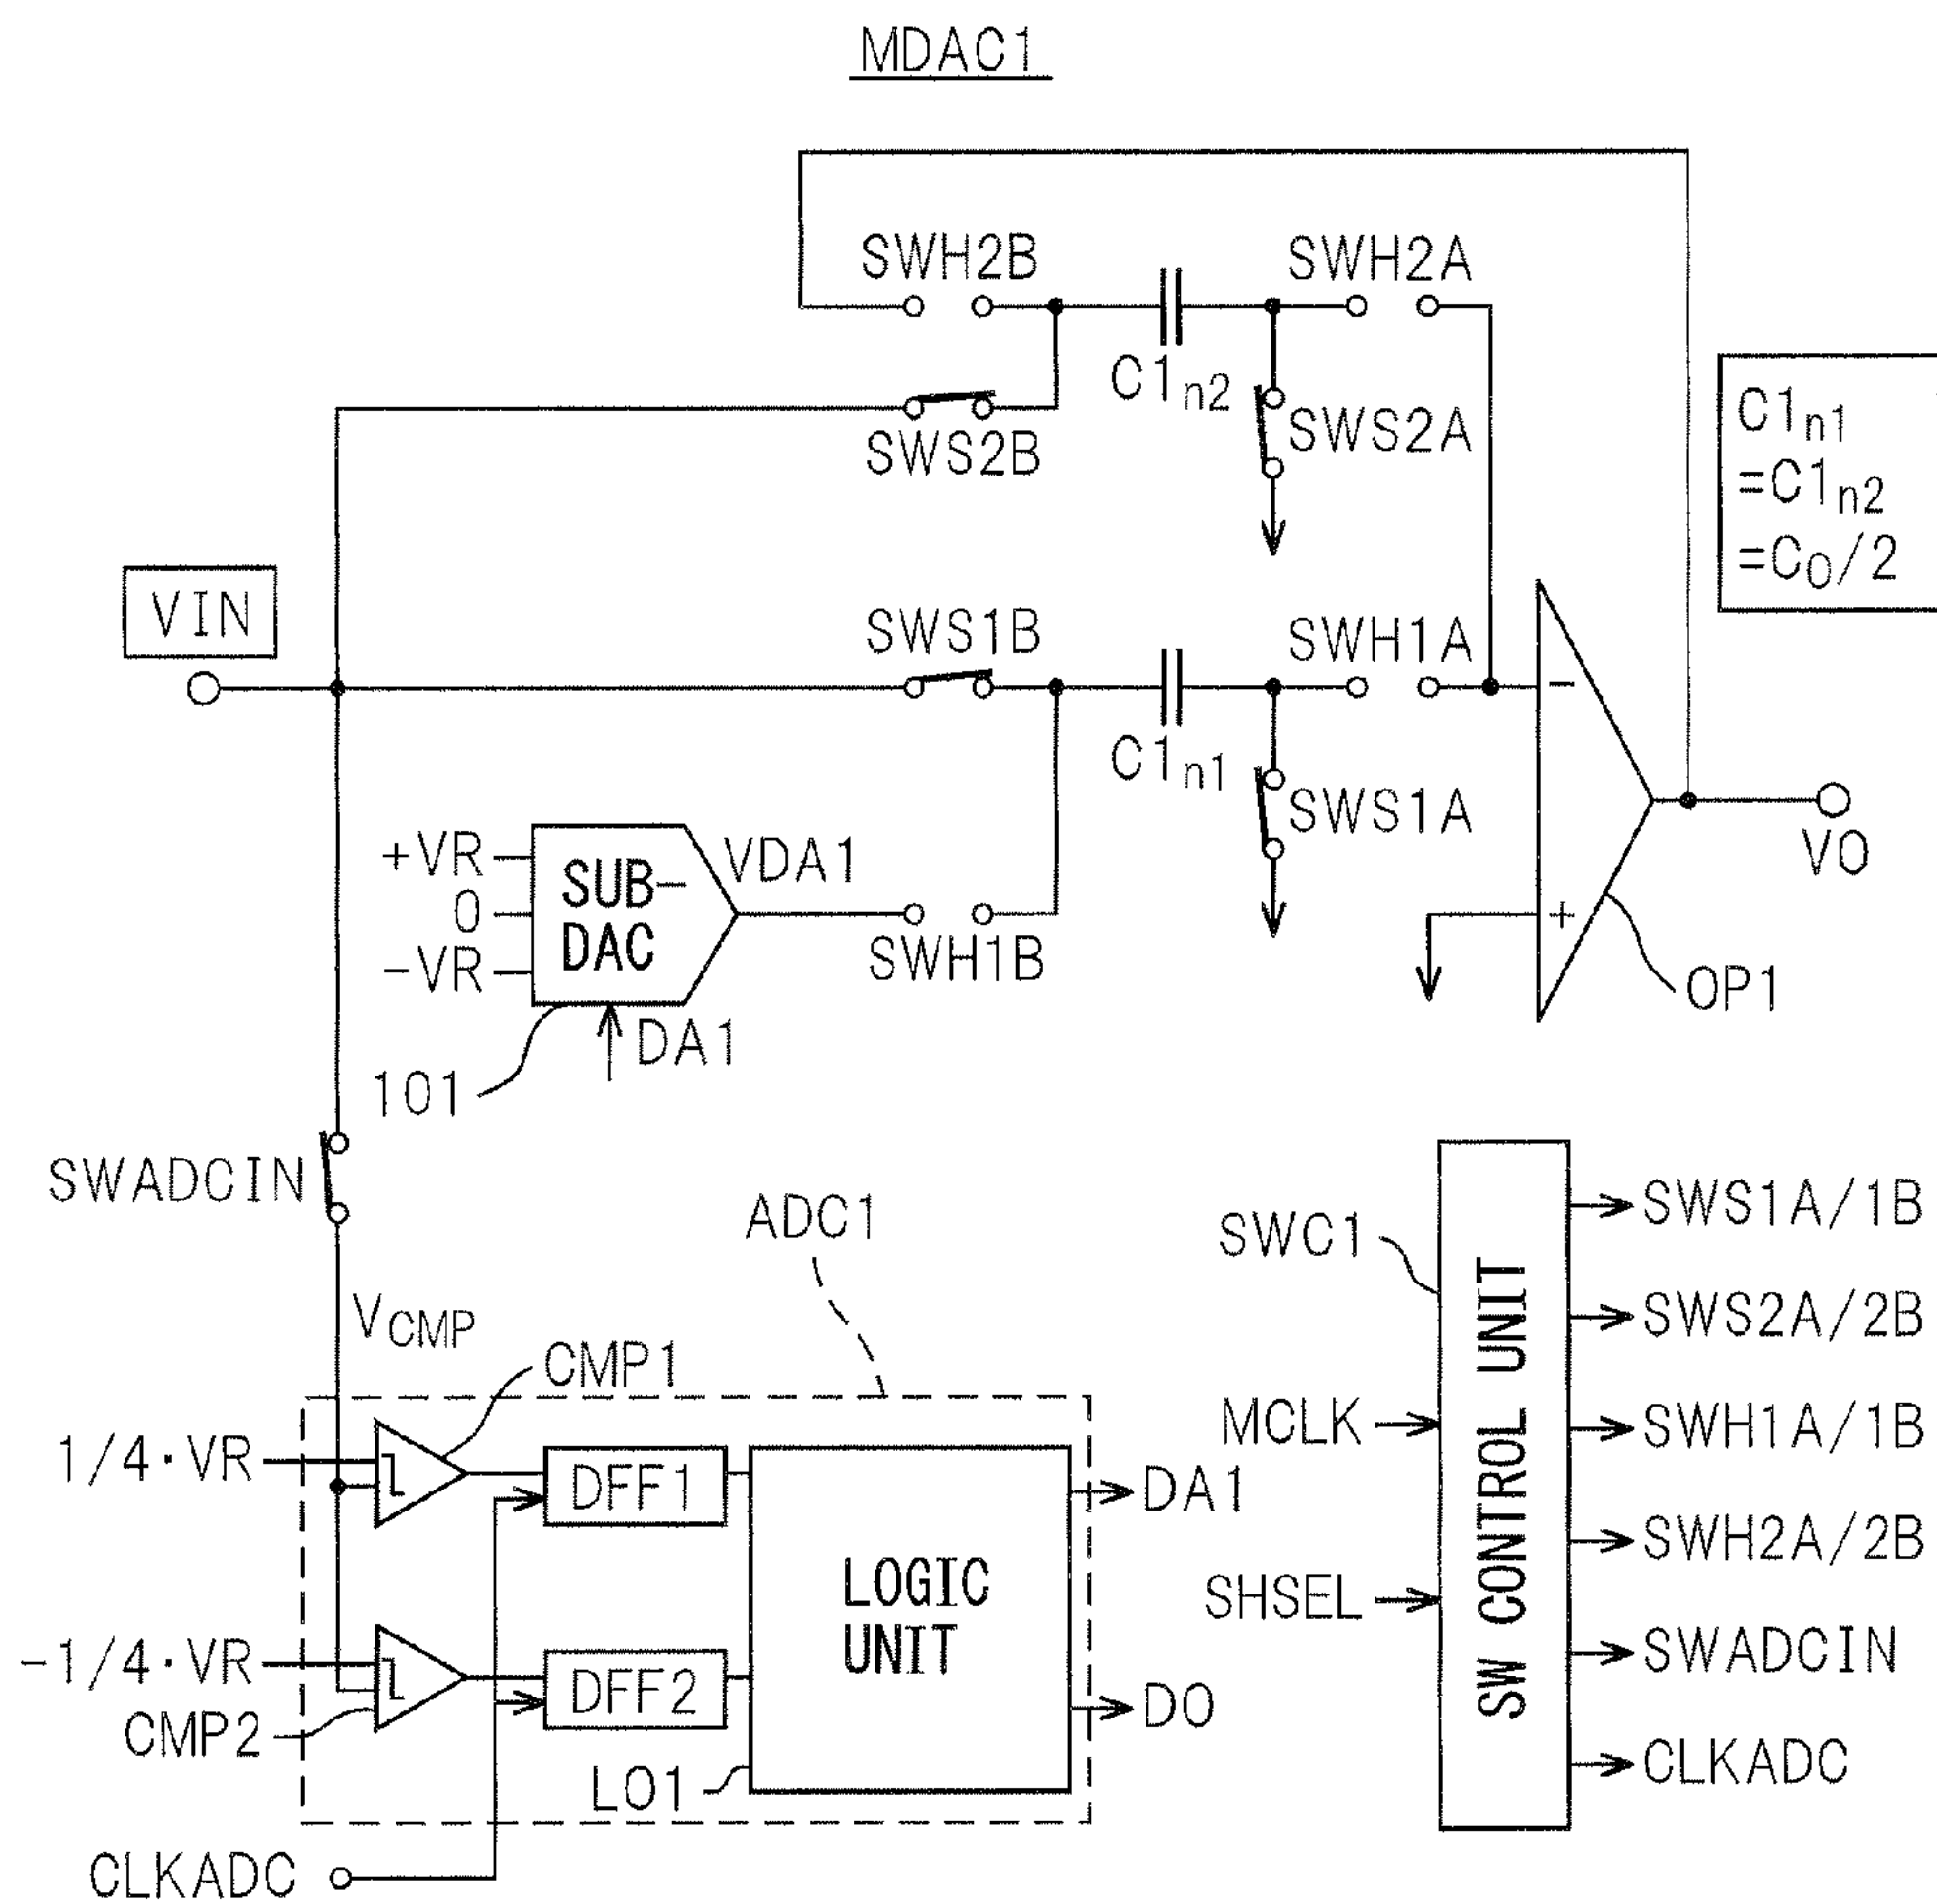 MDAC1
SWH2B
SWH2A
C1n2
SWS2B
SWS2A
C1n1
=C1n2
=C0/2
VIN
SWS1B
SWH1A
C1n1
SWS1A
−
+
VO
OP1
+VR
0
−VR
SUB-
DAC
VDA1
SWH1B
DA1
101
SWADCIN
ADC1
VCMP
CMP1
1/4·VR
DFF1
DA1
LOGIC
UNIT
−1/4·VR
DFF2
CMP2
DO
LO1
CLKADC
SWC1
SW CONTROL UNIT
MCLK
SHSEL
SWS1A/1B
SWS2A/2B
SWH1A/1B
SWH2A/2B
SWADCIN
CLKADC